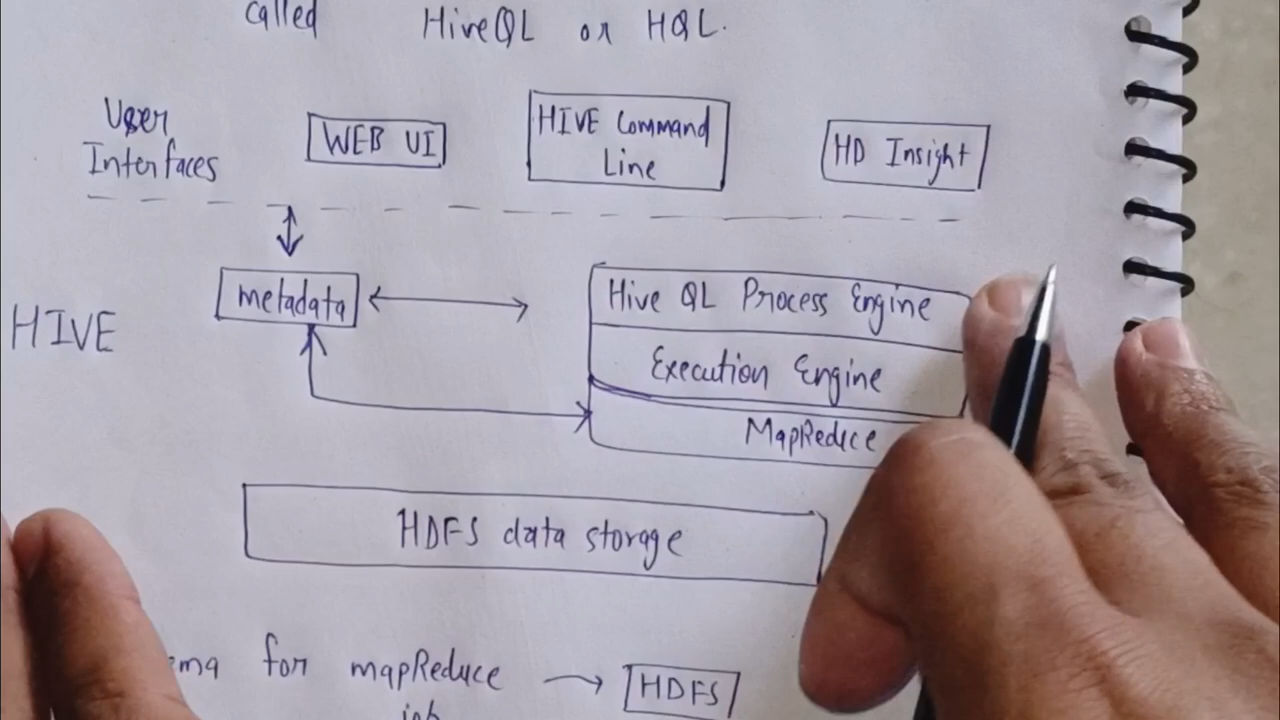 called HiveQL or HQL.
User
Interfaces
WEB UI
HIVE Command
Line
HD Insight
HIVE
metadata
Hive QL Process Engine
Execution Engine
MapReduce
HDFS data storage
for mapReduce → HDFS
job